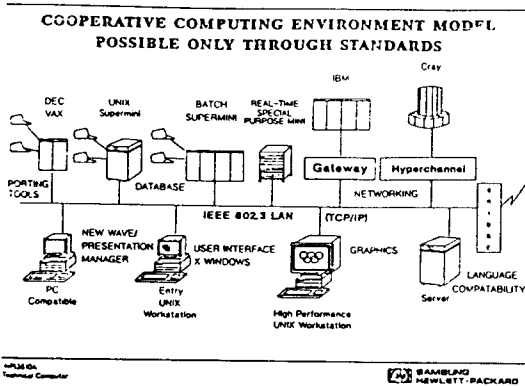 COOPERATIVE COMPUTING ENVIRONMENT MODEL
POSSIBLE ONLY THROUGH STANDARDS
IBM
Cray
DEC
VAX
UNIX
Supermini
BATCH
SUPERMINI
REAL-TIME
SPECIAL
PURPOSE MINI
Gateway
Hyperchannel
PORTING
TOOLS
DATABASE
NETWORKING
IEEE 802.3 LAN
(TCP/IP)
NEW WAVE/
PRESENTATION
MANAGER
USER INTERFACE
X WINDOWS
GRAPHICS
LANGUAGE
COMPATABILITY
PC
Compatible
Entry
UNIX
Workstation
High Performance
UNIX Workstation
Server
Technical Computer
SAMSUNG
HEWLETT-PACKARD